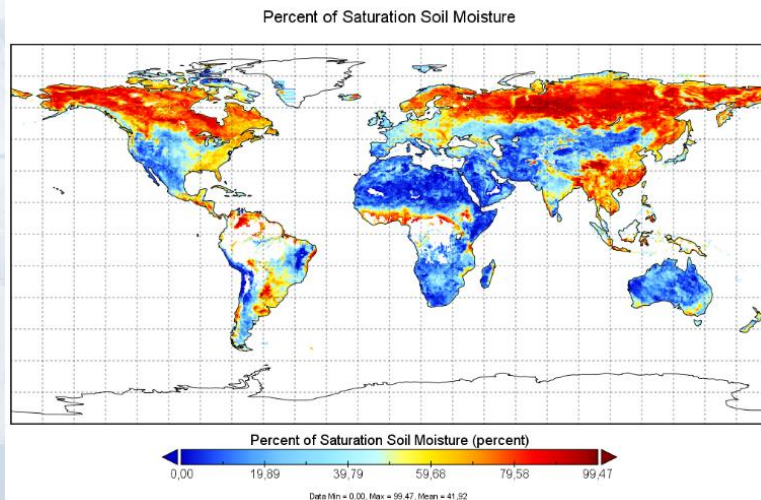 Percent of Saturation Soil Moisture
Percent of Saturation Soil Moisture (percent)
0,00 19,89 39,79 59,68 79,58 99,47
Data Min = 0,00, Max = 99,47, Mean = 41,92